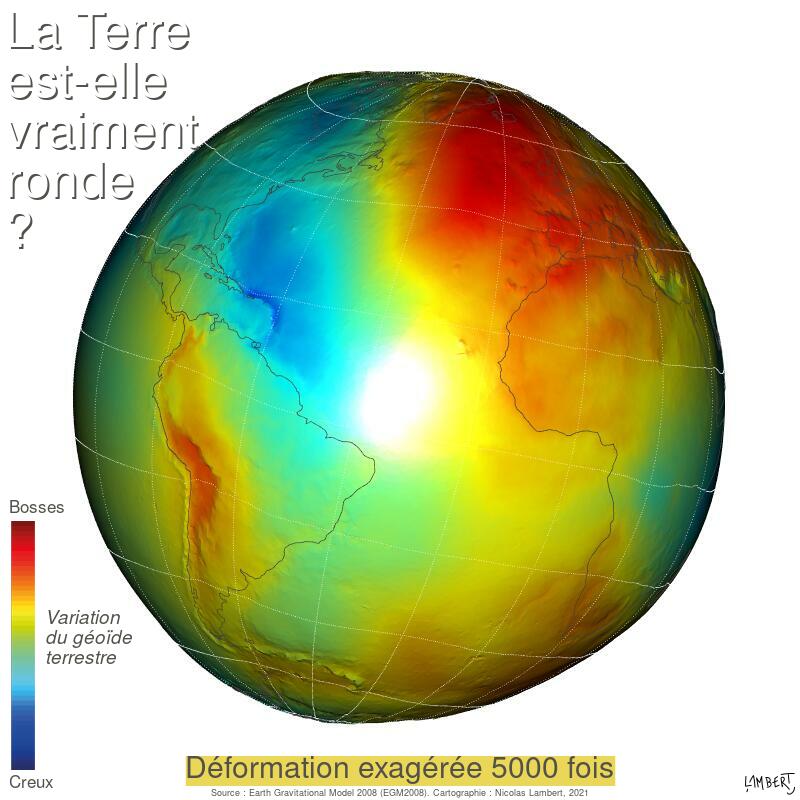 La Terre
est-elle
vraiment
ronde
?
Bosses
Variation
du géoïde
terrestre
Creux
Déformation exagérée 5000 fois
Source : Earth Gravitational Model 2008 (EGM2008). Cartographie : Nicolas Lambert, 2021
LAMBERT